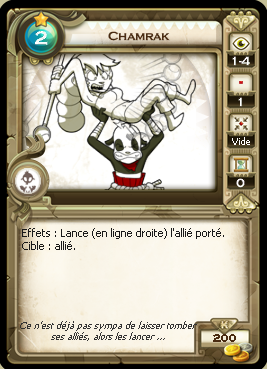 Chamrak
2
1-4
1
Vide
0
Effets : Lance (en ligne droite) l'allié porté.
Cible : allié.
Ce n'est déjà pas sympa de laisser tomber
ses alliés, alors les lancer ...
K1
200